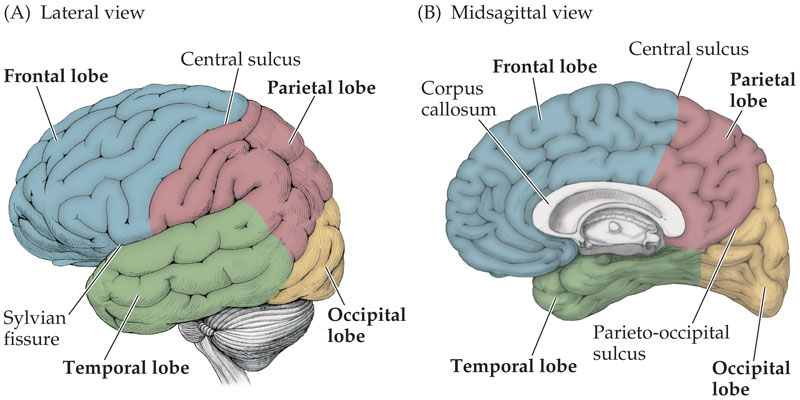 (A) Lateral view
Central sulcus
Frontal lobe
Parietal lobe
Sylvian
fissure
Temporal lobe
Occipital
lobe
(B) Midsagittal view
Central sulcus
Frontal lobe
Parietal
lobe
Corpus
callosum
Temporal lobe
Parieto-occipital
sulcus
Occipital
lobe